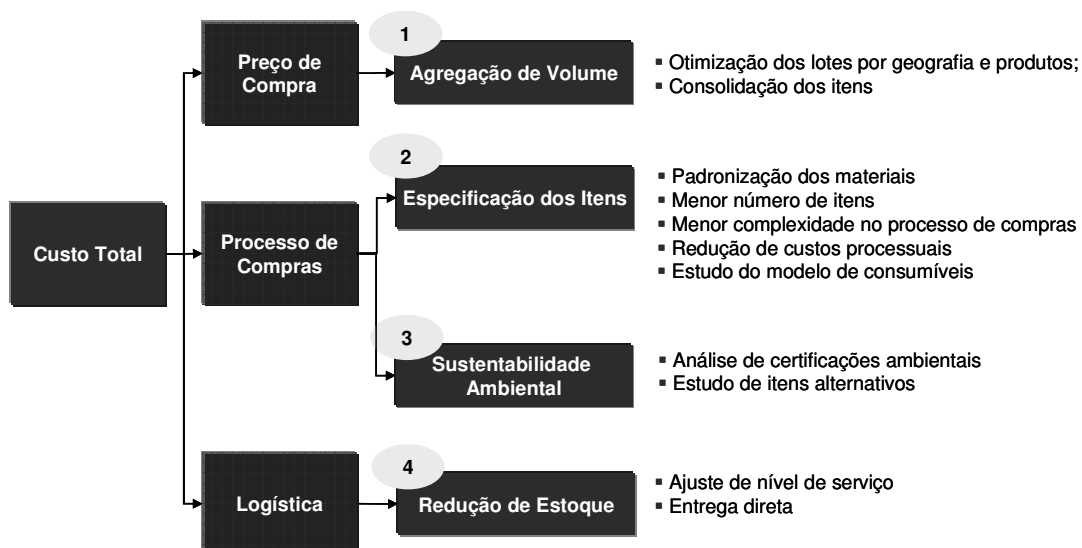 Custo Total
Preço de
Compra
1
Agregação de Volume
▪ Otimização dos lotes por geografia e produtos;
▪ Consolidação dos itens
Processo de
Compras
2
Especificação dos Itens
▪ Padronização dos materiais
▪ Menor número de itens
▪ Menor complexidade no processo de compras
▪ Redução de custos processuais
▪ Estudo do modelo de consumíveis
3
Sustentabilidade
Ambiental
▪ Análise de certificações ambientais
▪ Estudo de itens alternativos
Logística
4
Redução de Estoque
▪ Ajuste de nível de serviço
▪ Entrega direta